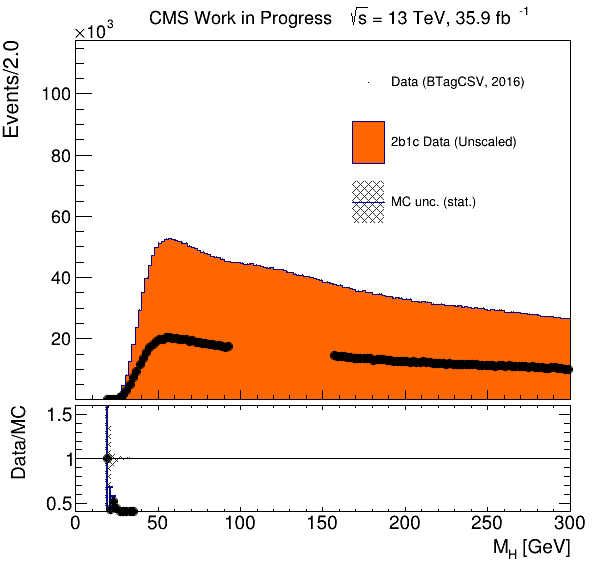 CMS Work in Progress √s = 13 TeV, 35.9 fb⁻¹
×10³
Events/2.0
100
80
60
40
20
Data (BTagCSV, 2016)
2b1c Data (Unscaled)
MC unc. (stat.)
Data/MC
1.5
1
0.5
0 50 100 150 200 250 300
M_H [GeV]